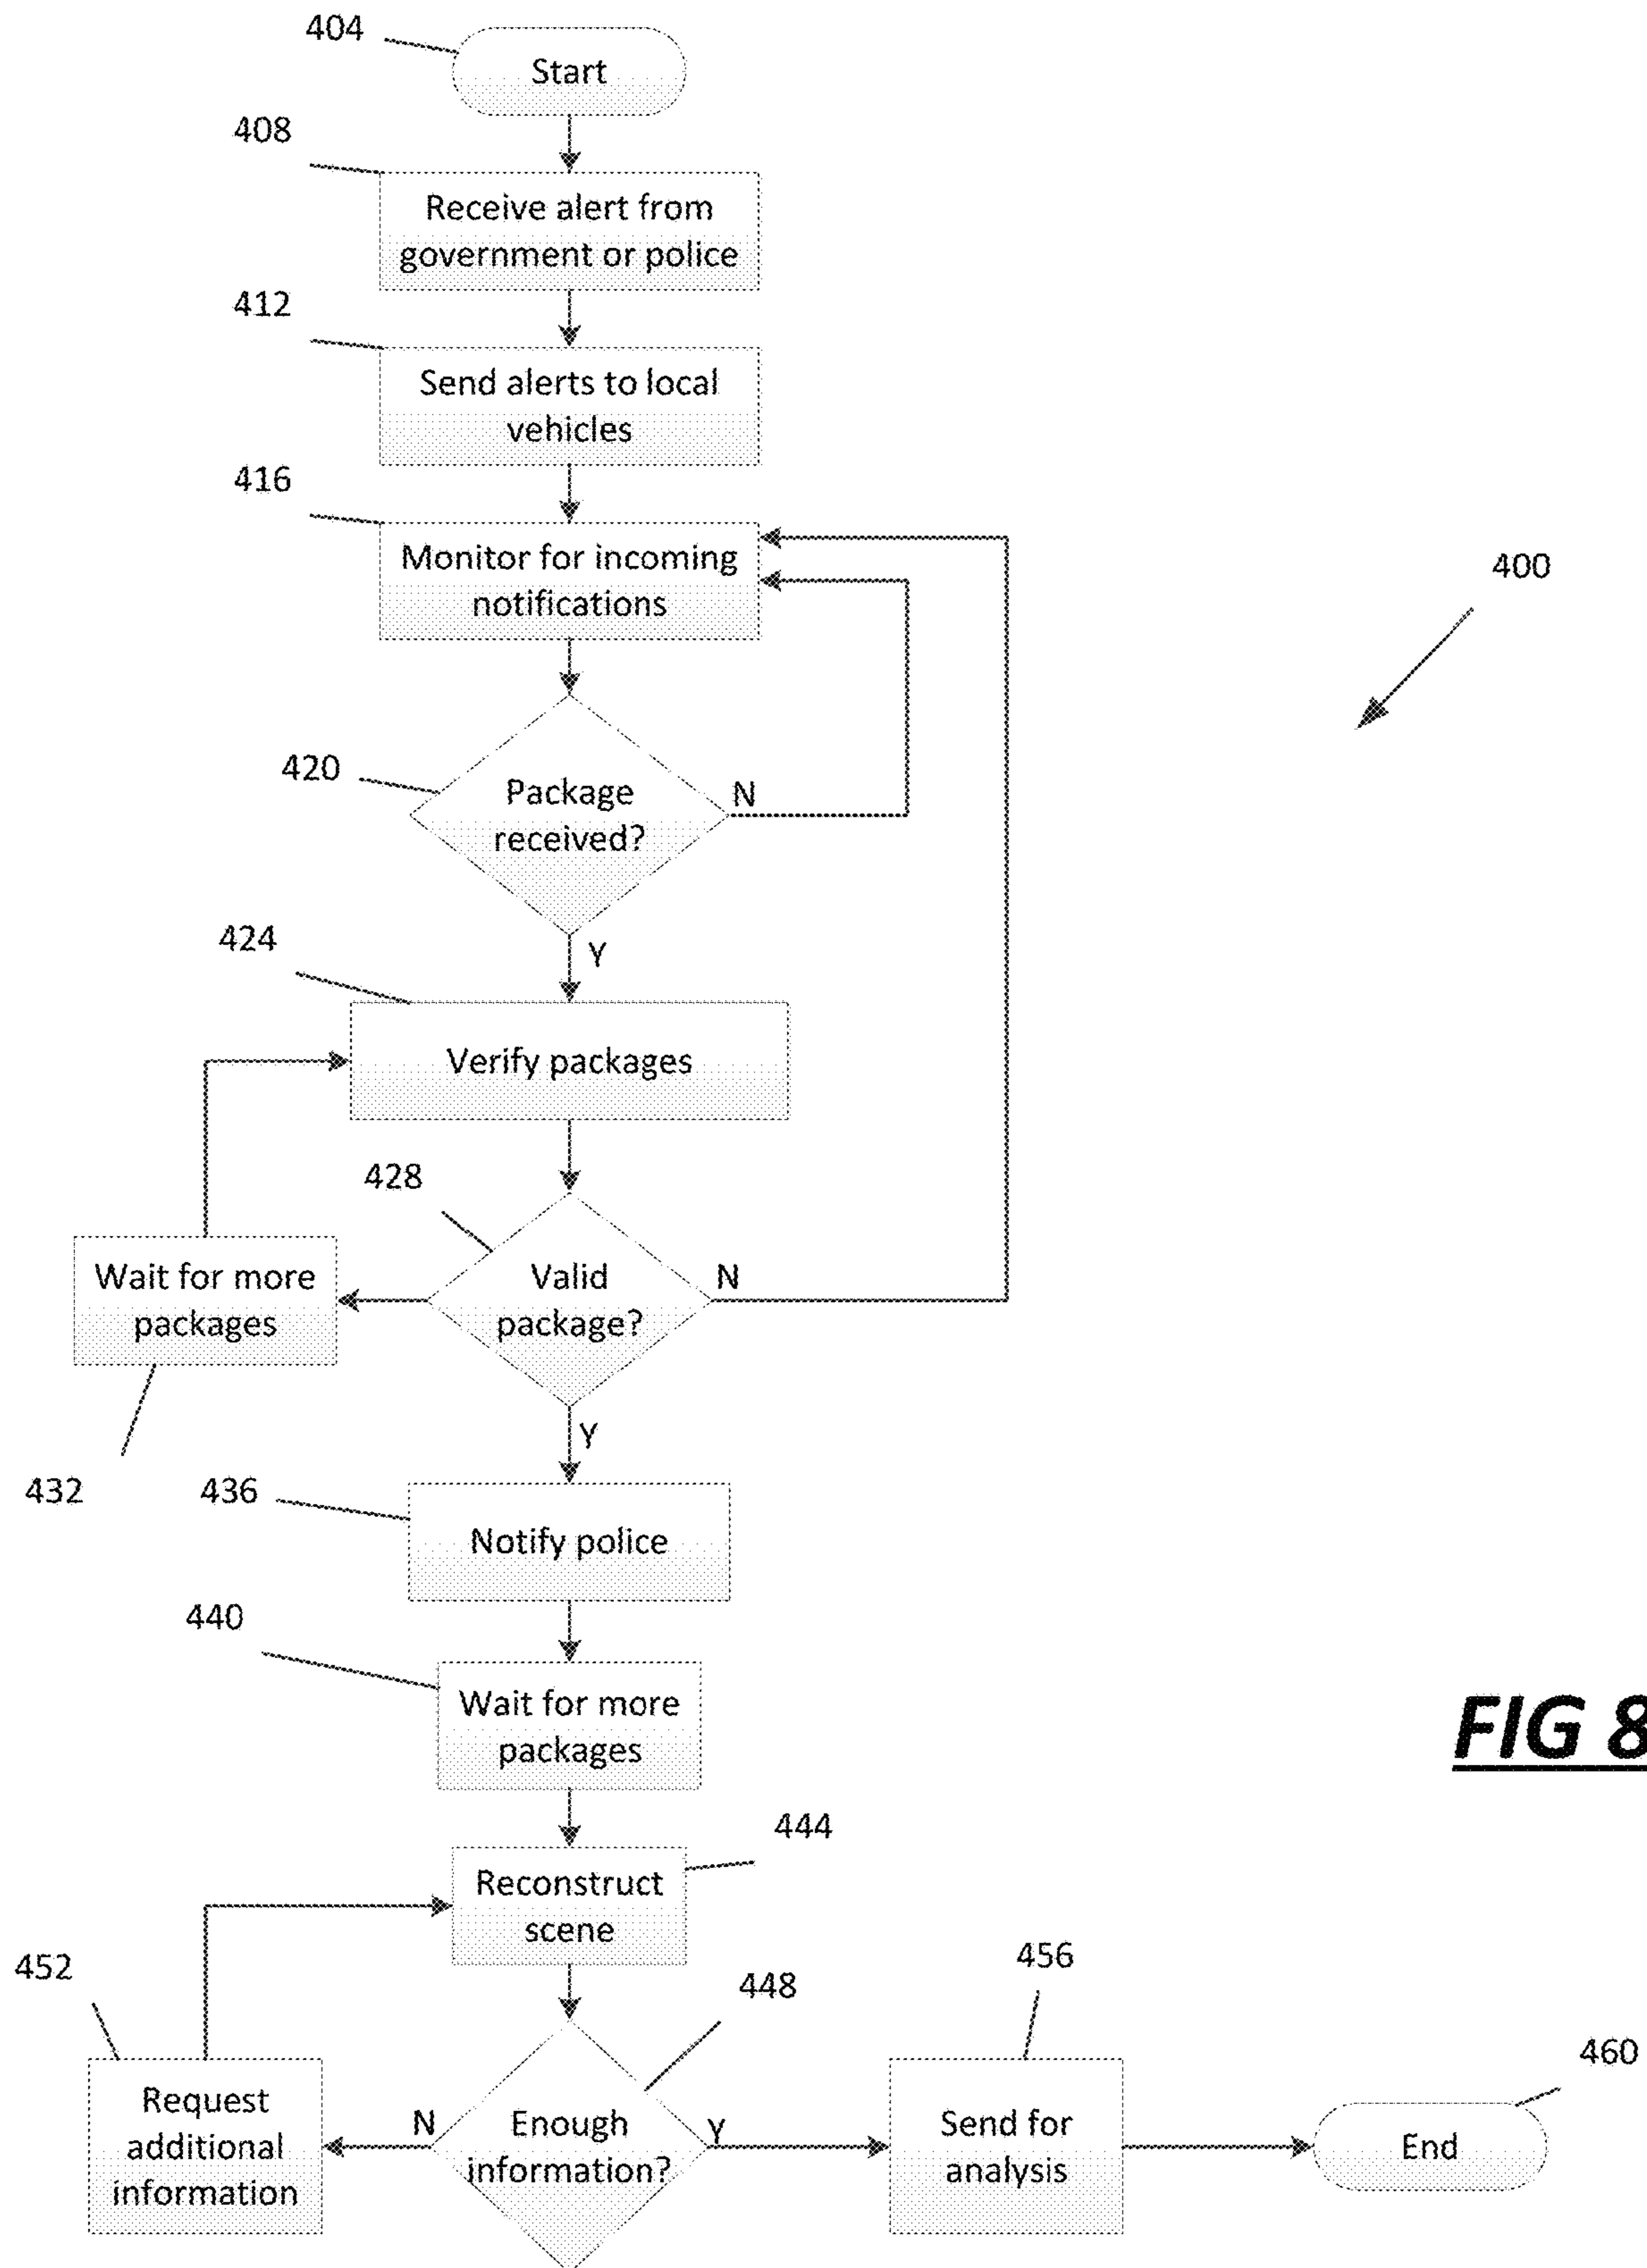 404
Start
408
Receive alert from
government or police
412
Send alerts to local
vehicles
416
Monitor for incoming
notifications
400
420
Package
received?
N
Y
424
Verify packages
428
Wait for more
packages
Valid
package?
N
Y
432
436
Notify police
440
Wait for more
packages
FIG 8
444
Reconstruct
scene
452
448
456
460
Request
additional
information
N
Enough
information?
Y
Send for
analysis
End